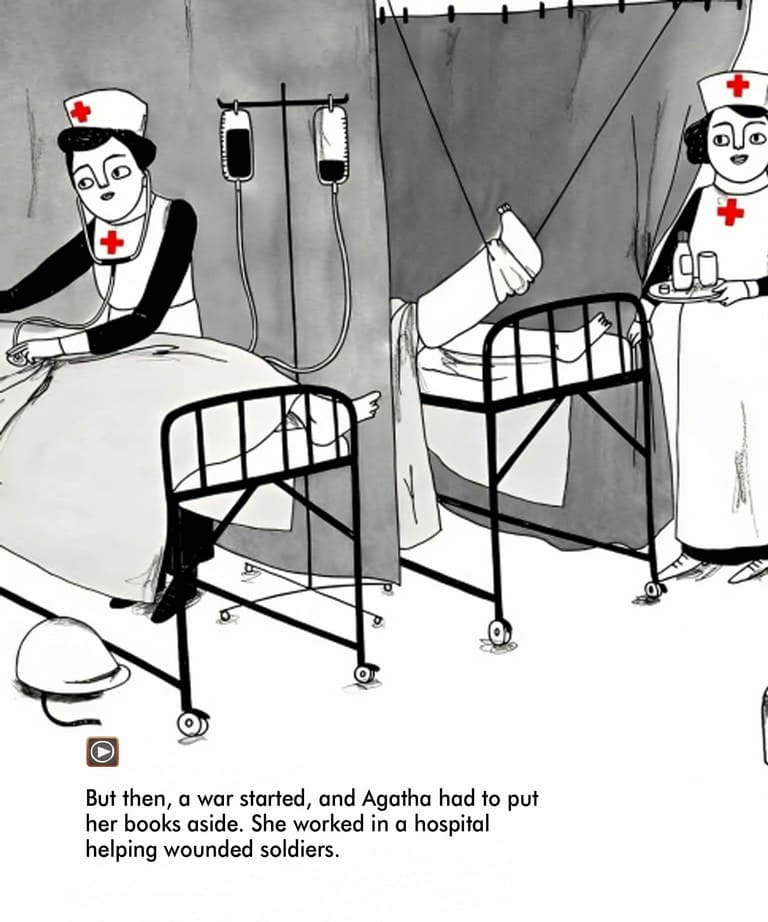 But then, a war started, and Agatha had to put
her books aside. She worked in a hospital
helping wounded soldiers.